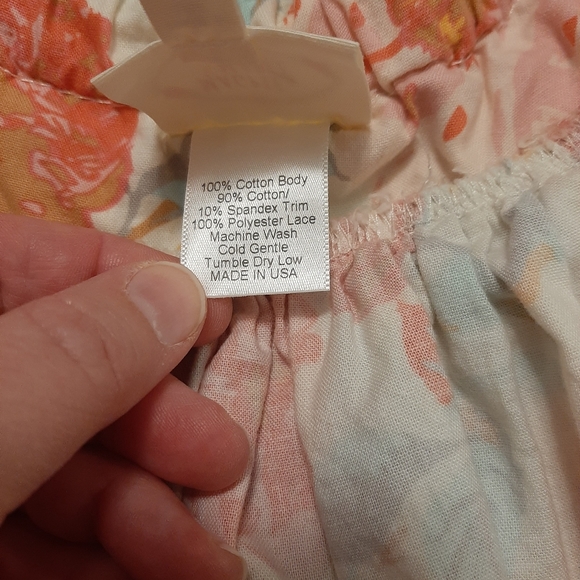 100% Cotton Body
90% Cotton/
10% Spandex Trim
100% Polyester Lace
Machine Wash
Cold Gentle
Tumble Dry Low
MADE IN USA